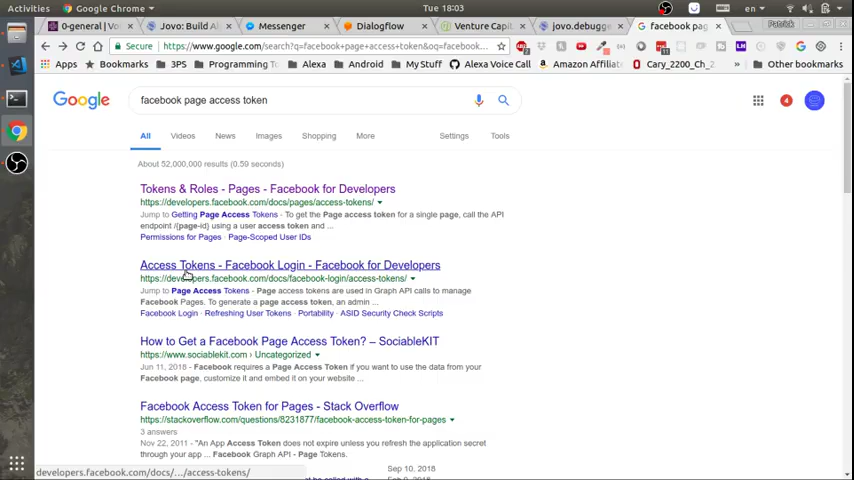 Activities
Google Chrome
Tue 18:03
en
0-general | Vo
Jovo: Build A
Messenger
Dialogflow
Venture Capit
jovo.debugge
facebook pag
Patrick
Secure
https://www.google.com/search?q=facebook+page+access+token&oq=facebook...
Apps
Bookmarks
3PS
Programming T
Alexa
Android
My Stuff
Alexa Voice Call
Amazon Affiliat
Cary_2200_Ch_2
»
Other bookmarks
Google
facebook page access token
4
All
Videos
News
Images
Shopping
More
Settings
Tools
About 52,000,000 results (0.59 seconds)
Tokens & Roles - Pages - Facebook for Developers
https://developers.facebook.com/docs/pages/access-tokens/
Jump to Getting Page Access Tokens - To get the Page access token for a single page, call the
API endpoint /{page-id} using a user access token and ...
Permissions for Pages · Page-Scoped User IDs
Access Tokens - Facebook Login - Facebook for Developers
https://developers.facebook.com/docs/facebook-login/access-tokens/
Jump to Page Access Tokens - Page access tokens are used in Graph API calls to manage
Facebook Pages. To generate a page access token, an admin ...
Facebook Login · Refreshing User Tokens · Portability · ASID Security Check Scripts
How to Get a Facebook Page Access Token? – SociableKIT
https://www.sociablekit.com › Uncategorized
Jun 11, 2018 - Facebook requires a Page Access Token if you want to use the data from your
Facebook page, customize it and embed it on your website ...
Facebook Access Token for Pages - Stack Overflow
https://stackoverflow.com/questions/8231877/facebook-access-token-for-pages
3 answers
Nov 22, 2011 - "An App Access Token does not expire unless you refresh the application secret
through your app ... Facebook Graph API - Page Tokens.
Sep 10, 2018
developers.facebook.com/docs/.../access-tokens/